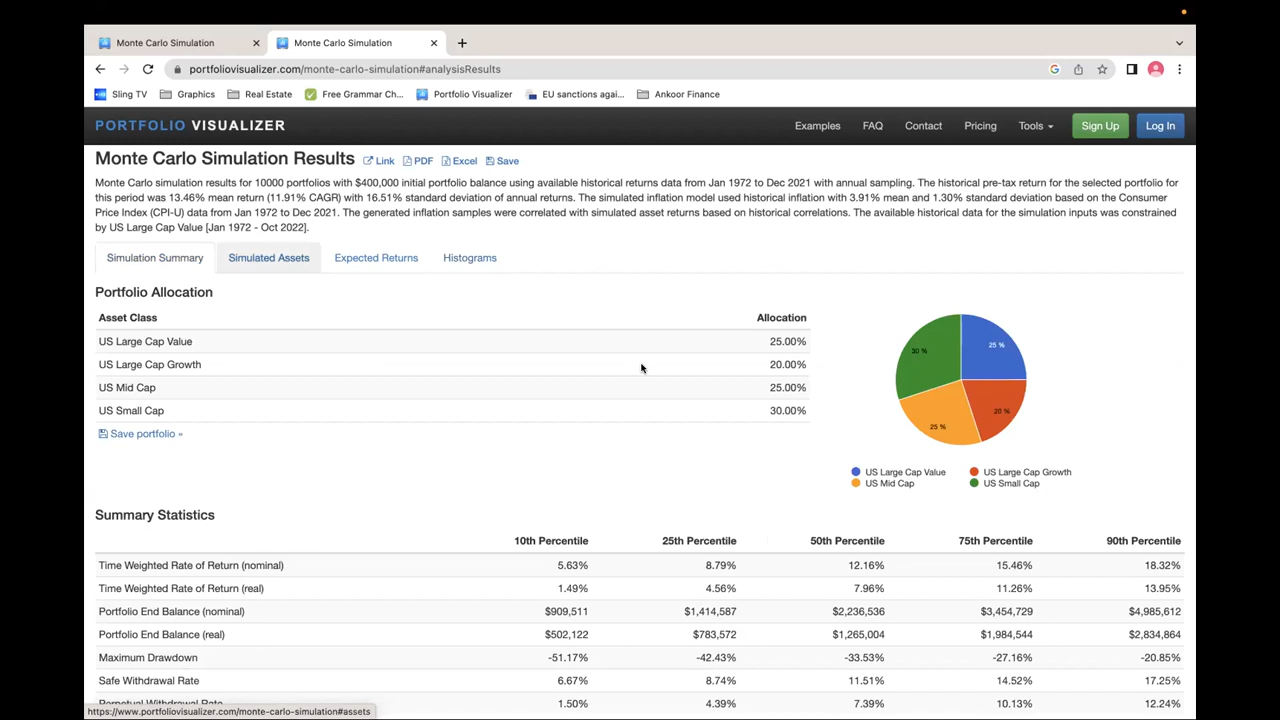 Monte Carlo Simulation
Monte Carlo Simulation
portfoliovisualizer.com/monte-carlo-simulation#analysisResults
Sling TV Graphics Real Estate Free Grammar Ch... Portfolio Visualizer EU sanctions agai... Ankoor Finance
PORTFOLIO VISUALIZER Examples FAQ Contact Pricing Tools Sign Up Log In
Monte Carlo Simulation Results Link PDF Excel Save
Monte Carlo simulation results for 10000 portfolios with $400,000 initial portfolio balance using available historical returns data from Jan 1972 to Dec 2021 with annual sampling. The historical pre-tax return for the selected portfolio for
this period was 13.46% mean return (11.91% CAGR) with 16.51% standard deviation of annual returns. The simulated inflation model used historical inflation with 3.91% mean and 1.30% standard deviation based on the Consumer
Price Index (CPI-U) data from Jan 1972 to Dec 2021. The generated inflation samples were correlated with simulated asset returns based on historical correlations. The available historical data for the simulation inputs was constrained
by US Large Cap Value [Jan 1972 - Oct 2022].
Simulation Summary Simulated Assets Expected Returns Histograms
Portfolio Allocation
Asset Class Allocation
US Large Cap Value 25.00%
US Large Cap Growth 20.00%
US Mid Cap 25.00%
US Small Cap 30.00%
Save portfolio »
25 %
30 %
20 %
25 %
US Large Cap Value US Large Cap Growth
US Mid Cap US Small Cap
Summary Statistics
10th Percentile 25th Percentile 50th Percentile 75th Percentile 90th Percentile
Time Weighted Rate of Return (nominal) 5.63% 8.79% 12.16% 15.46% 18.32%
Time Weighted Rate of Return (real) 1.49% 4.56% 7.96% 11.26% 13.95%
Portfolio End Balance (nominal) $909,511 $1,414,587 $2,236,536 $3,454,729 $4,985,612
Portfolio End Balance (real) $502,122 $783,572 $1,265,004 $1,984,544 $2,834,864
Maximum Drawdown -51.17% -42.43% -33.53% -27.16% -20.85%
Safe Withdrawal Rate 6.67% 8.74% 11.51% 14.52% 17.25%
Perpetual Withdrawal Rate 1.50% 4.39% 7.39% 10.13% 12.24%
https://www.portfoliovisualizer.com/monte-carlo-simulation#assets